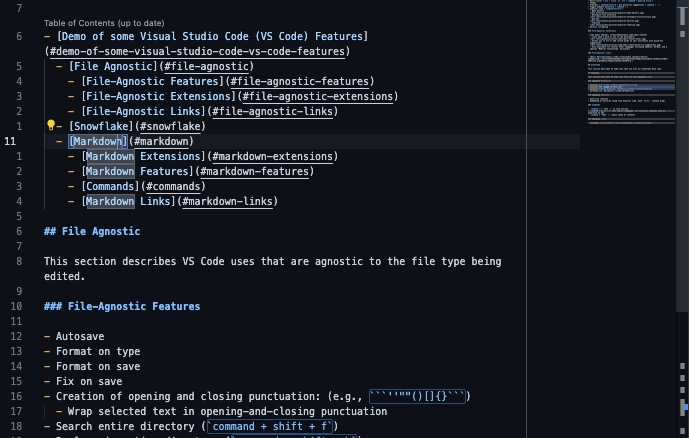 7
Table of Contents (up to date)
6 - [Demo of some Visual Studio Code (VS Code) Features]
(#demo-of-some-visual-studio-code-vs-code-features)
5 - [File Agnostic](#file-agnostic)
4 - [File-Agnostic Features](#file-agnostic-features)
3 - [File-Agnostic Extensions](#file-agnostic-extensions)
2 - [File-Agnostic Links](#file-agnostic-links)
1 - [Snowflake](#snowflake)
11 - [Markdown](#markdown)
1 - [Markdown Extensions](#markdown-extensions)
2 - [Markdown Features](#markdown-features)
3 - [Commands](#commands)
4 - [Markdown Links](#markdown-links)
5
6 ## File Agnostic
7
8 This section describes VS Code uses that are agnostic to the file type being
edited.
9
10 ### File-Agnostic Features
11
12 - Autosave
13 - Format on type
14 - Format on save
15 - Fix on save
16 - Creation of opening and closing punctuation: (e.g., ```''""()[]{}```)
17 - Wrap selected text in opening-and-closing punctuation
18 - Search entire directory (`command + shift + f`)